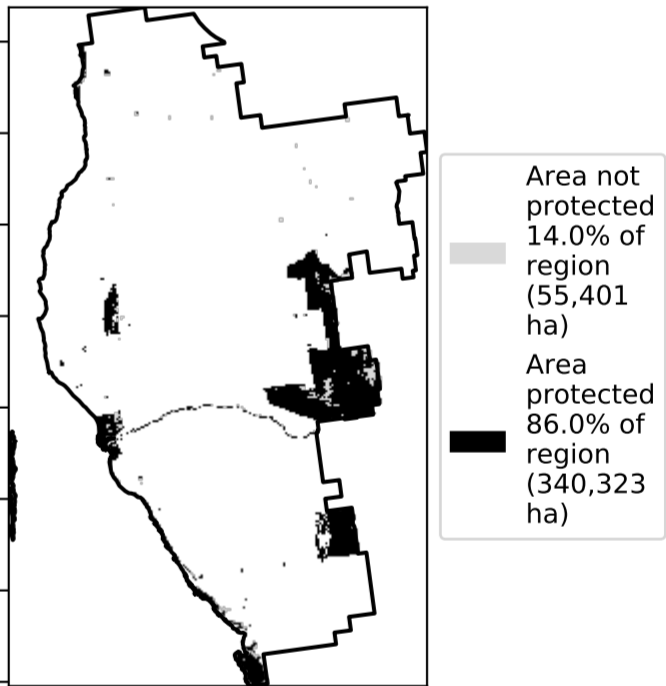 Area not
protected
14.0% of
region
(55,401
ha)
Area
protected
86.0% of
region
(340,323
ha)